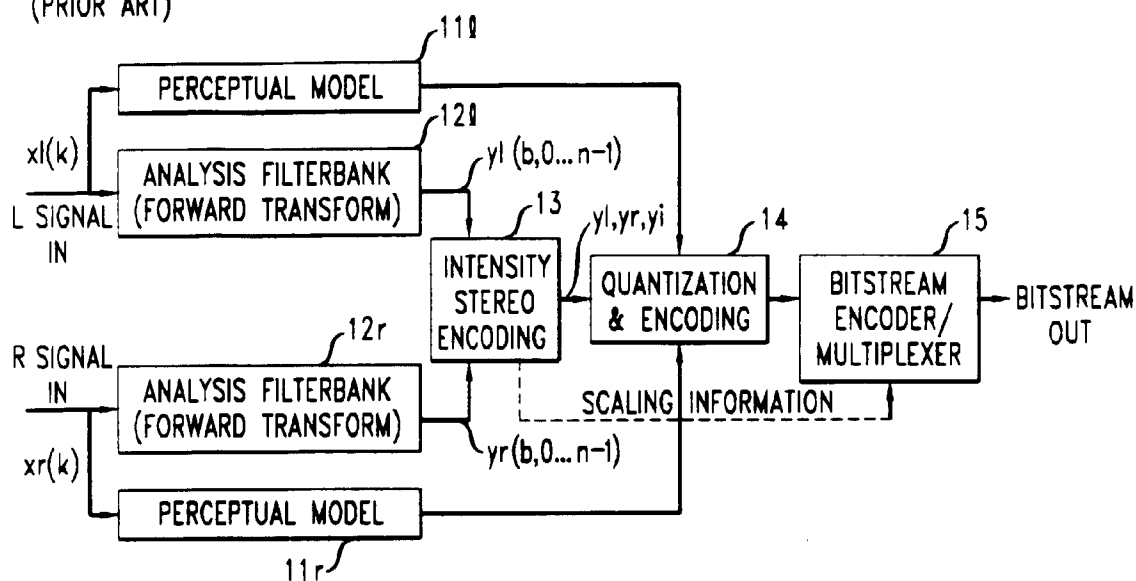 (PRIOR ART)
11ℓ
PERCEPTUAL MODEL
12ℓ
xl(k)
ANALYSIS FILTERBANK
(FORWARD TRANSFORM)
yl (b,0...n-1)
L SIGNAL
IN
13
INTENSITY
STEREO
ENCODING
yl,yr,yi
14
QUANTIZATION
& ENCODING
15
BITSTREAM
ENCODER/
MULTIPLEXER
BITSTREAM
OUT
12r
R SIGNAL
IN
ANALYSIS FILTERBANK
(FORWARD TRANSFORM)
SCALING INFORMATION
yr(b,0...n-1)
xr(k)
PERCEPTUAL MODEL
11r